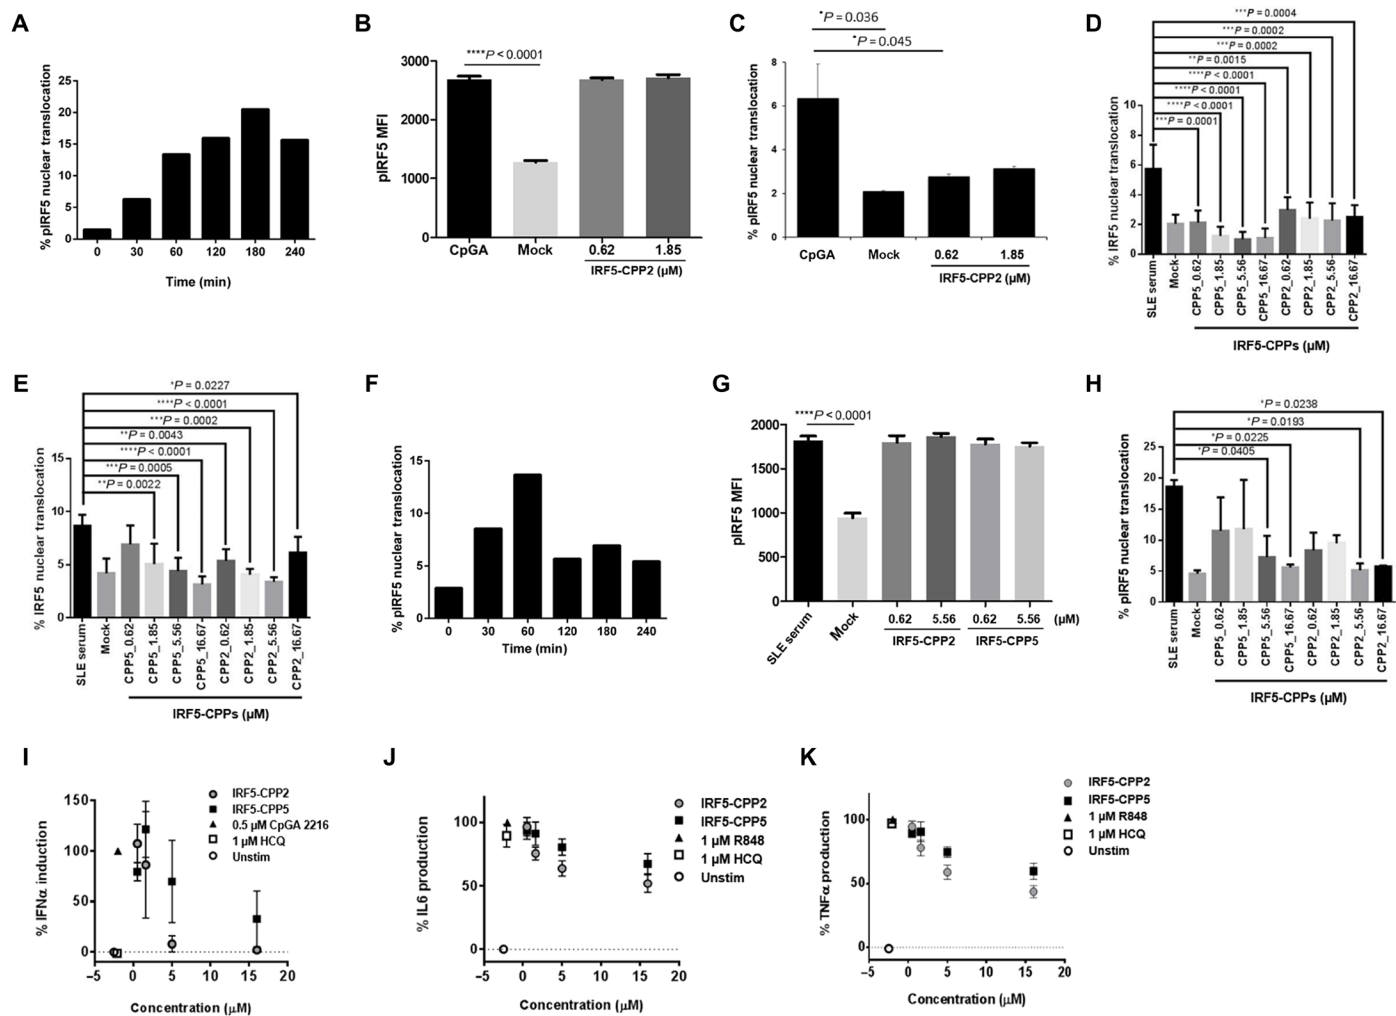 A
% pIRF5 nuclear translocation
25
20
15
10
5
0
0 30 60 120 180 240
Time (min)
B
****P < 0.0001
pIRF5 MFI
3000
2000
1000
0
CpGA Mock 0.62 1.85
IRF5-CPP2 (µM)
C
*P = 0.036
*P = 0.045
% pIRF5 nuclear translocation
8
6
4
2
0
CpGA Mock 0.62 1.85
IRF5-CPP2 (µM)
D
***P = 0.0004
***P = 0.0002
***P = 0.0002
**P = 0.0015
****P < 0.0001
****P < 0.0001
****P < 0.0001
***P = 0.0001
% IRF5 nuclear translocation
10
8
6
4
2
0
SLE serum
Mock
CPP5_0.62
CPP5_1.85
CPP5_5.56
CPP5_16.67
CPP2_0.62
CPP2_1.85
CPP2_5.56
CPP2_16.67
IRF5-CPPs (µM)
E
*P = 0.0227
****P < 0.0001
***P = 0.0002
**P = 0.0043
****P < 0.0001
***P = 0.0005
**P = 0.0022
% IRF5 nuclear translocation
15
10
5
0
SLE serum
Mock
CPP5_0.62
CPP5_1.85
CPP5_5.56
CPP5_16.67
CPP2_0.62
CPP2_1.85
CPP2_5.56
CPP2_16.67
IRF5-CPPs (µM)
F
% pIRF5 nuclear translocation
15
10
5
0
0 30 60 120 180 240
Time (min)
G
****P < 0.0001
pIRF5 MFI
2000
1500
1000
500
0
SLE serum
Mock
0.62 5.56 0.62 5.56 (µM)
IRF5-CPP2 IRF5-CPP5
H
*P = 0.0238
*P = 0.0193
*P = 0.0225
*P = 0.0405
% pIRF5 nuclear translocation
25
20
15
10
5
0
SLE serum
Mock
CPP5_0.62
CPP5_1.85
CPP5_5.56
CPP5_16.67
CPP2_0.62
CPP2_1.85
CPP2_5.56
CPP2_16.67
IRF5-CPPs (µM)
I
% IFNα induction
150
100
50
0
−5 0 5 10 15 20
Concentration (µM)
IRF5-CPP2
IRF5-CPP5
0.5 µM CpGA 2216
1 µM HCQ
Unstim
J
% IL6 production
100
50
0
−5 0 5 10 15 20
Concentration (µM)
IRF5-CPP2
IRF5-CPP5
1 µM R848
1 µM HCQ
Unstim
K
% TNFα production
100
50
0
−5 0 5 10 15 20
Concentration (µM)
IRF5-CPP2
IRF5-CPP5
1 µM R848
1 µM HCQ
Unstim